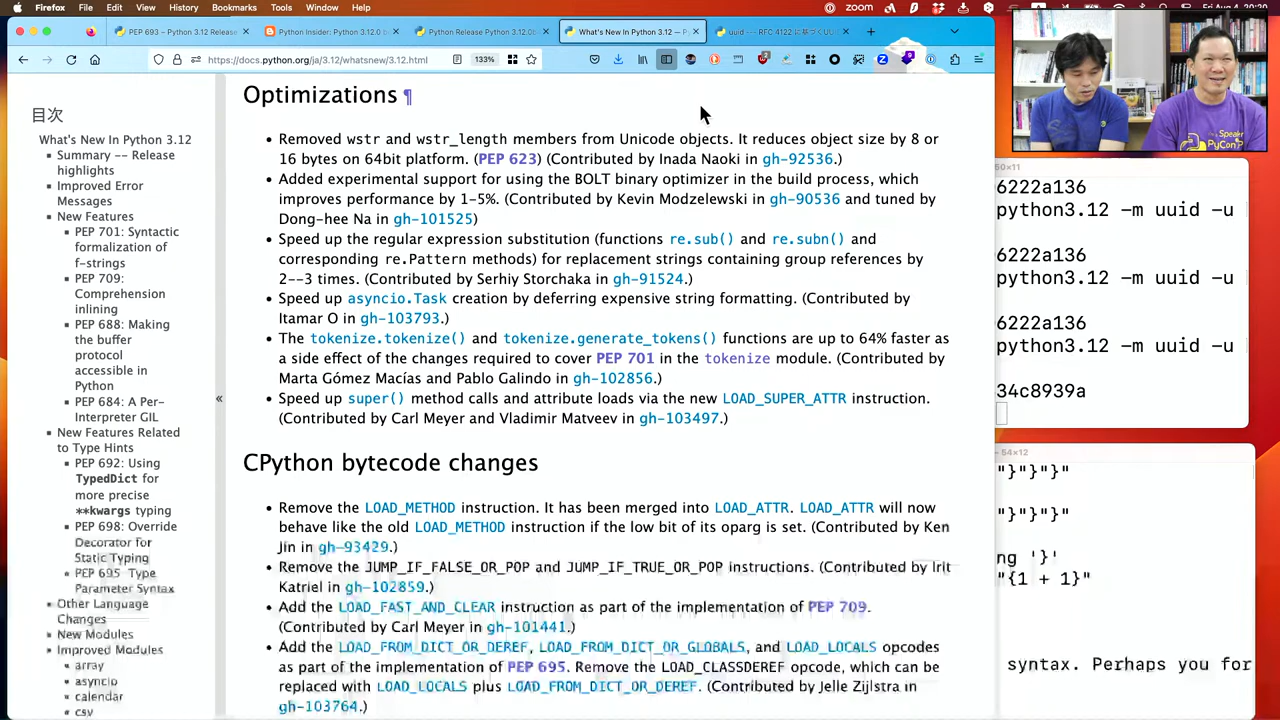 Firefox File Edit View History Bookmarks Tools Window Help
zoom
Fri Aug 4 20:20
PEP 693 – Python 3.12 Release
Python Insider: Python 3.12.0 b
Python Release Python 3.12.0b
What's New In Python 3.12 —
uuid --- RFC 4122 に基づく
https://docs.python.org/ja/3.12/whatsnew/3.12.html
133%
目次
What's New In Python 3.12
Summary -- Release
highlights
Improved Error
Messages
New Features
PEP 701: Syntactic
formalization of
f-strings
PEP 709:
Comprehension
inlining
PEP 688: Making
the buffer
protocol
accessible in
Python
PEP 684: A Per-
Interpreter GIL
New Features Related
to Type Hints
PEP 692: Using
TypedDict for
more precise
**kwargs typing
PEP 698: Override
Decorator for
Static Typing
PEP 695 Type
Parameter Syntax
Other Language
Changes
New Modules
Improved Modules
array
asyncio
calendar
csv
«
Optimizations ¶
• Removed wstr and wstr_length members from Unicode objects. It reduces object size by 8 or
16 bytes on 64bit platform. (PEP 623) (Contributed by Inada Naoki in gh-92536.)
• Added experimental support for using the BOLT binary optimizer in the build process, which
improves performance by 1-5%. (Contributed by Kevin Modzelewski in gh-90536 and tuned by
Dong-hee Na in gh-101525)
• Speed up the regular expression substitution (functions re.sub() and re.subn() and
corresponding re.Pattern methods) for replacement strings containing group references by
2--3 times. (Contributed by Serhiy Storchaka in gh-91524.)
• Speed up asyncio.Task creation by deferring expensive string formatting. (Contributed by
Itamar O in gh-103793.)
• The tokenize.tokenize() and tokenize.generate_tokens() functions are up to 64% faster as
a side effect of the changes required to cover PEP 701 in the tokenize module. (Contributed by
Marta Gómez Macías and Pablo Galindo in gh-102856.)
• Speed up super() method calls and attribute loads via the new LOAD_SUPER_ATTR instruction.
(Contributed by Carl Meyer and Vladimir Matveev in gh-103497.)
CPython bytecode changes
• Remove the LOAD_METHOD instruction. It has been merged into LOAD_ATTR. LOAD_ATTR will now
behave like the old LOAD_METHOD instruction if the low bit of its oparg is set. (Contributed by Ken
Jin in gh-93429.)
• Remove the JUMP_IF_FALSE_OR_POP and JUMP_IF_TRUE_OR_POP instructions. (Contributed by Irit
Katriel in gh-102859.)
• Add the LOAD_FAST_AND_CLEAR instruction as part of the implementation of PEP 709.
(Contributed by Carl Meyer in gh-101441.)
• Add the LOAD_FROM_DICT_OR_DEREF, LOAD_FROM_DICT_OR_GLOBALS, and LOAD_LOCALS opcodes
as part of the implementation of PEP 695. Remove the LOAD_CLASSDEREF opcode, which can be
replaced with LOAD_LOCALS plus LOAD_FROM_DICT_OR_DEREF. (Contributed by Jelle Zijlstra in
gh-103764.)
Speaker
PyCon
50×11
6222a136
python3.12 -m uuid -u
6222a136
python3.12 -m uuid -u
6222a136
python3.12 -m uuid -u
34c8939a
54×12
"}"}"}"
"}"}"}"
ng '}'
"{1 + 1}"
syntax. Perhaps you for